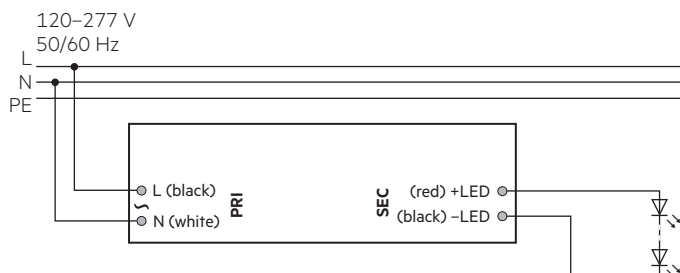 120–277 V
50/60 Hz
L
N
PE
L (black)
~
N (white)
PRI
SEC
(red) +LED
(black) –LED